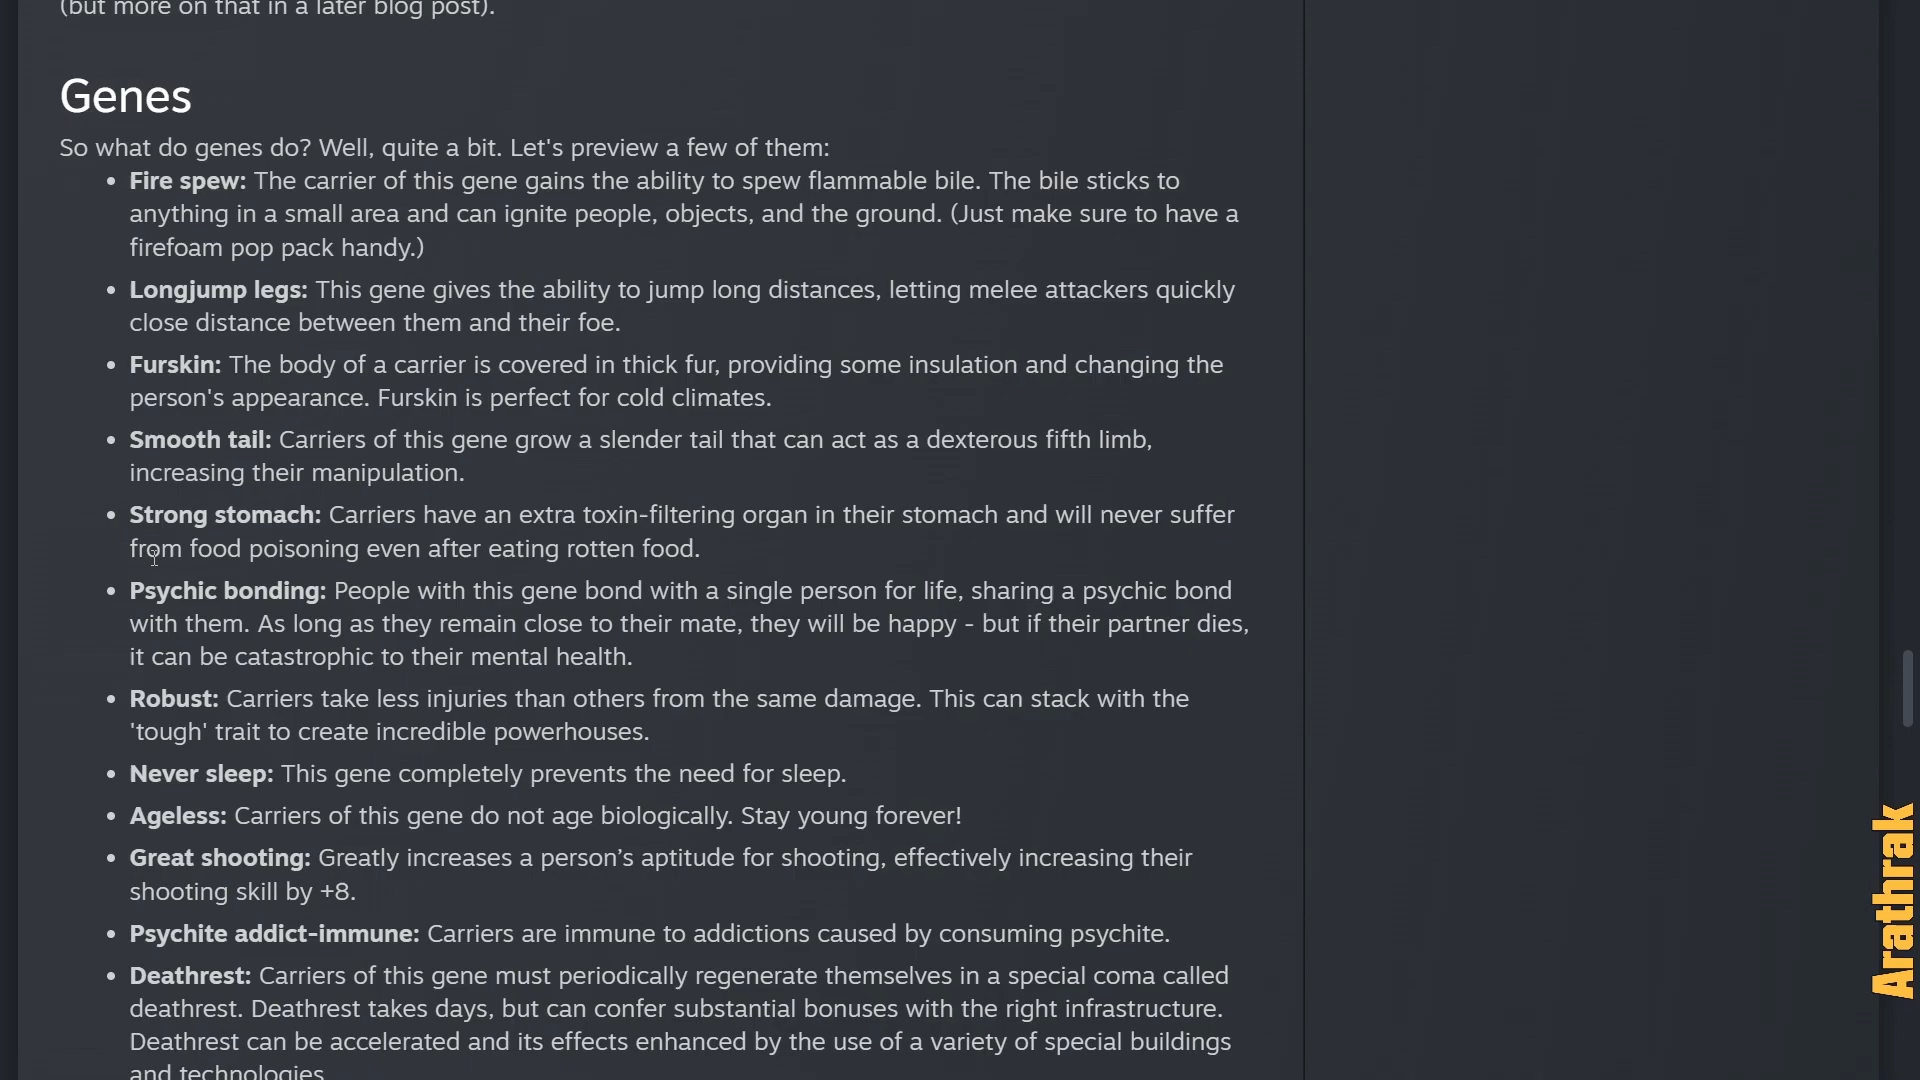 (but more on that in a later blog post).
Genes
So what do genes do? Well, quite a bit. Let's preview a few of them:
• Fire spew: The carrier of this gene gains the ability to spew flammable bile. The bile sticks to
anything in a small area and can ignite people, objects, and the ground. (Just make sure to have a
firefoam pop pack handy.)
• Longjump legs: This gene gives the ability to jump long distances, letting melee attackers quickly
close distance between them and their foe.
• Furskin: The body of a carrier is covered in thick fur, providing some insulation and changing the
person's appearance. Furskin is perfect for cold climates.
• Smooth tail: Carriers of this gene grow a slender tail that can act as a dexterous fifth limb,
increasing their manipulation.
• Strong stomach: Carriers have an extra toxin-filtering organ in their stomach and will never suffer
from food poisoning even after eating rotten food.
• Psychic bonding: People with this gene bond with a single person for life, sharing a psychic bond
with them. As long as they remain close to their mate, they will be happy - but if their partner dies,
it can be catastrophic to their mental health.
• Robust: Carriers take less injuries than others from the same damage. This can stack with the
'tough' trait to create incredible powerhouses.
• Never sleep: This gene completely prevents the need for sleep.
• Ageless: Carriers of this gene do not age biologically. Stay young forever!
• Great shooting: Greatly increases a person’s aptitude for shooting, effectively increasing their
shooting skill by +8.
• Psychite addict-immune: Carriers are immune to addictions caused by consuming psychite.
• Deathrest: Carriers of this gene must periodically regenerate themselves in a special coma called
deathrest. Deathrest takes days, but can confer substantial bonuses with the right infrastructure.
Deathrest can be accelerated and its effects enhanced by the use of a variety of special buildings
and technologies.
Arathrak